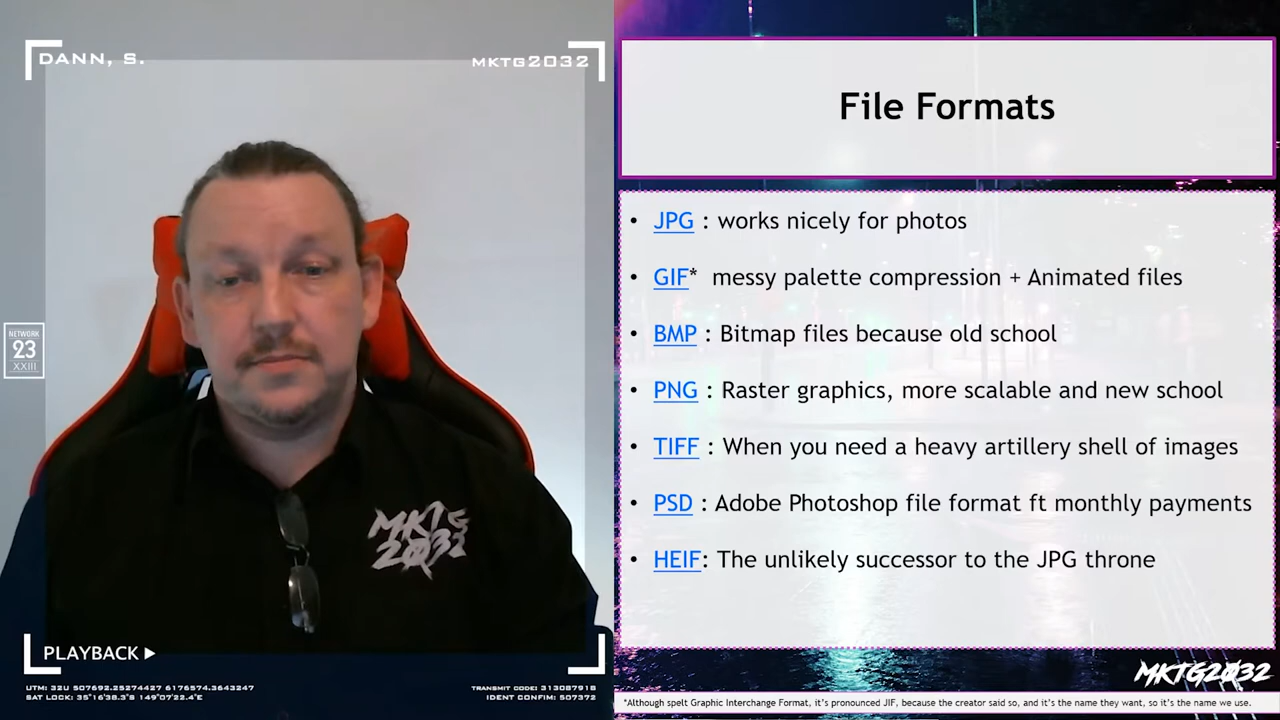 DANN, S.
MKTG2032
NETWORK
23
XXIII
MKTG
2032
PLAYBACK
UTM: 32U 507692.25274427 6176574.3643247
SAT LOCK: 35°16'38.3"S 149°07'22.4"E
TRANSMIT CODE: 313087918
IDENT CONFIM: 507372
File Formats
• JPG : works nicely for photos
• GIF* messy palette compression + Animated files
• BMP : Bitmap files because old school
• PNG : Raster graphics, more scalable and new school
• TIFF : When you need a heavy artillery shell of images
• PSD : Adobe Photoshop file format ft monthly payments
• HEIF: The unlikely successor to the JPG throne
MKTG2032
*Although spelt Graphic Interchange Format, it's pronounced JIF, because the creator said so, and it's the name they want, so it's the name we use.